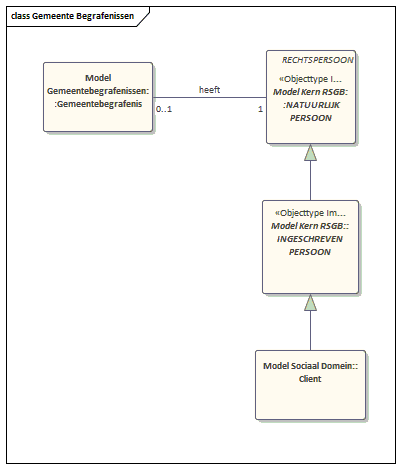 class Gemeente Begrafenissen
RECHTSPERSOON
«Objecttype I...
Model Kern RSGB:
:NATUURLIJK
PERSOON
Model
Gemeentebegrafenissen:
:Gemeentebegrafenis
heeft
0..1
1
«Objecttype Im...
Model Kern RSGB::
INGESCHREVEN
PERSOON
Model Sociaal Domein::
Client